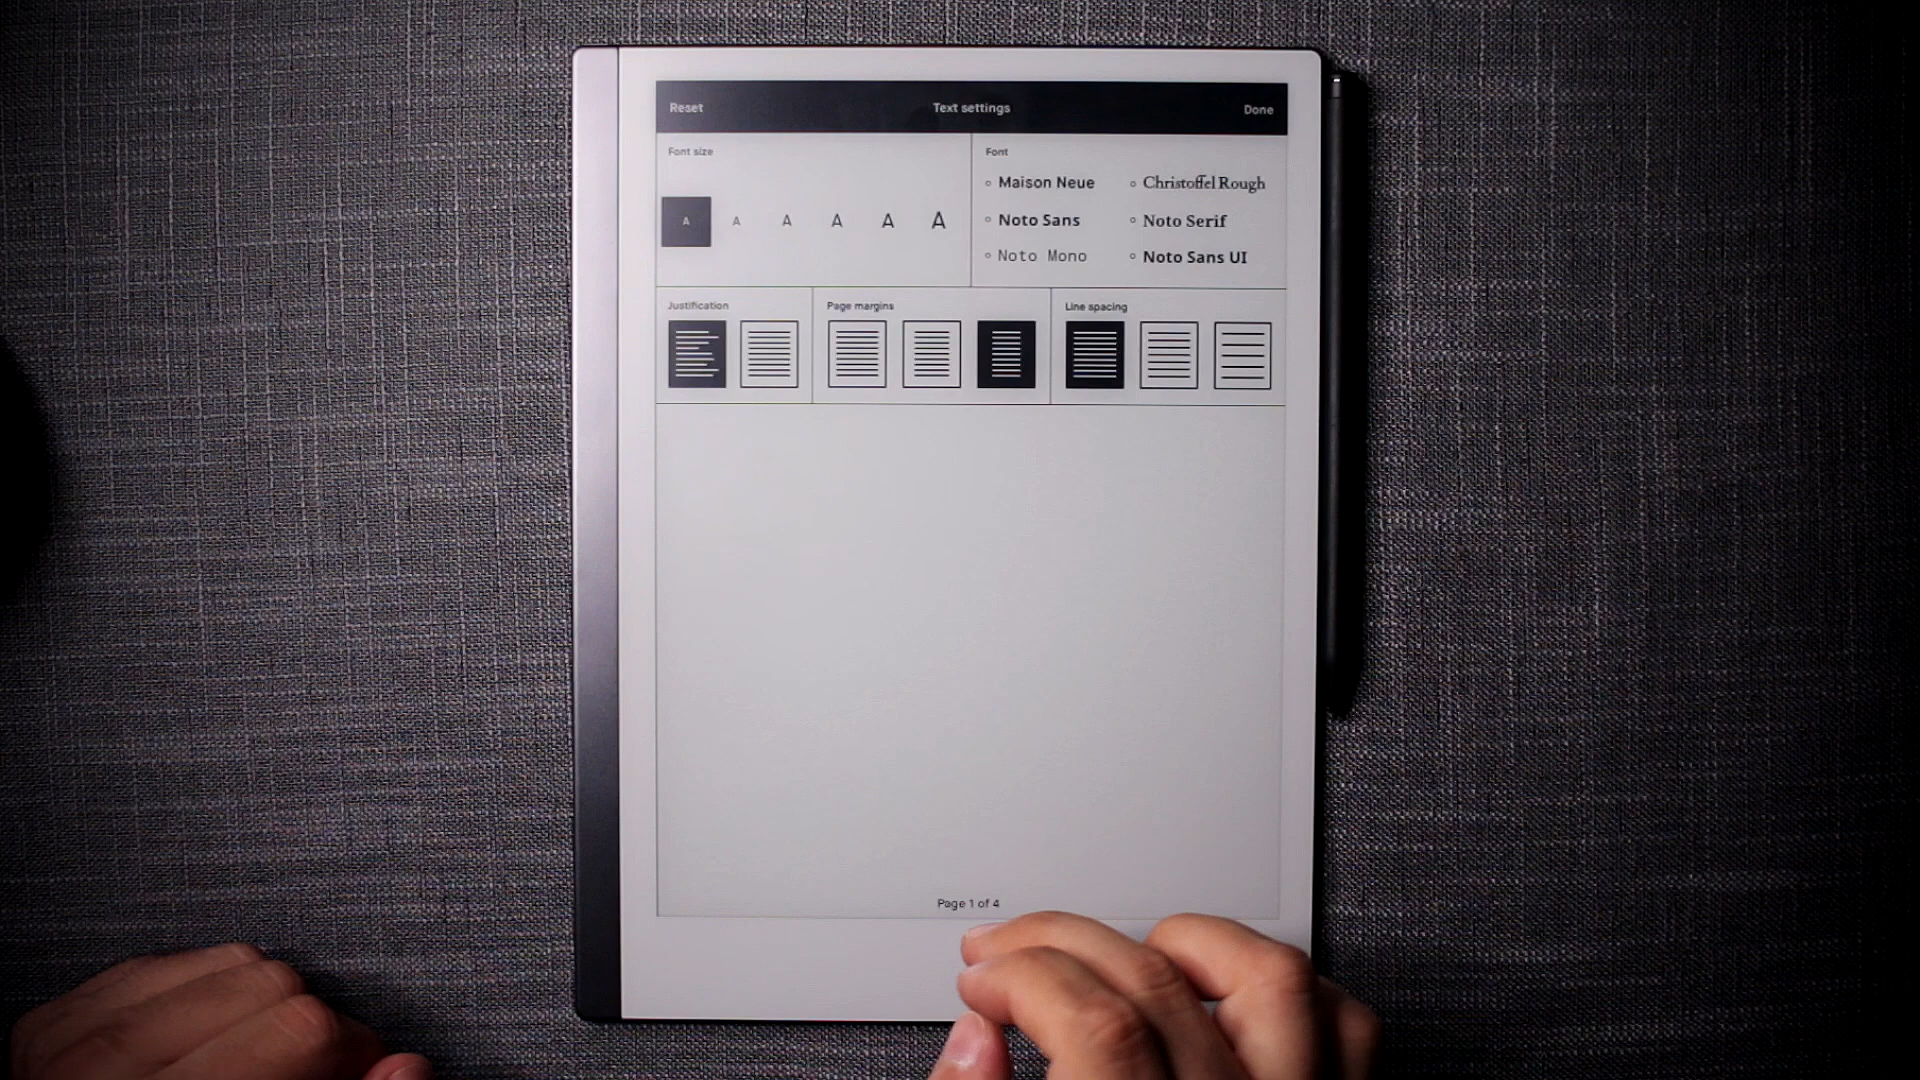 Reset Text settings Done
Font size
A A A A A A
Font
Maison Neue Christoffel Rough
Noto Sans Noto Serif
Noto Mono Noto Sans UI
Justification Page margins Line spacing
Page 1 of 4